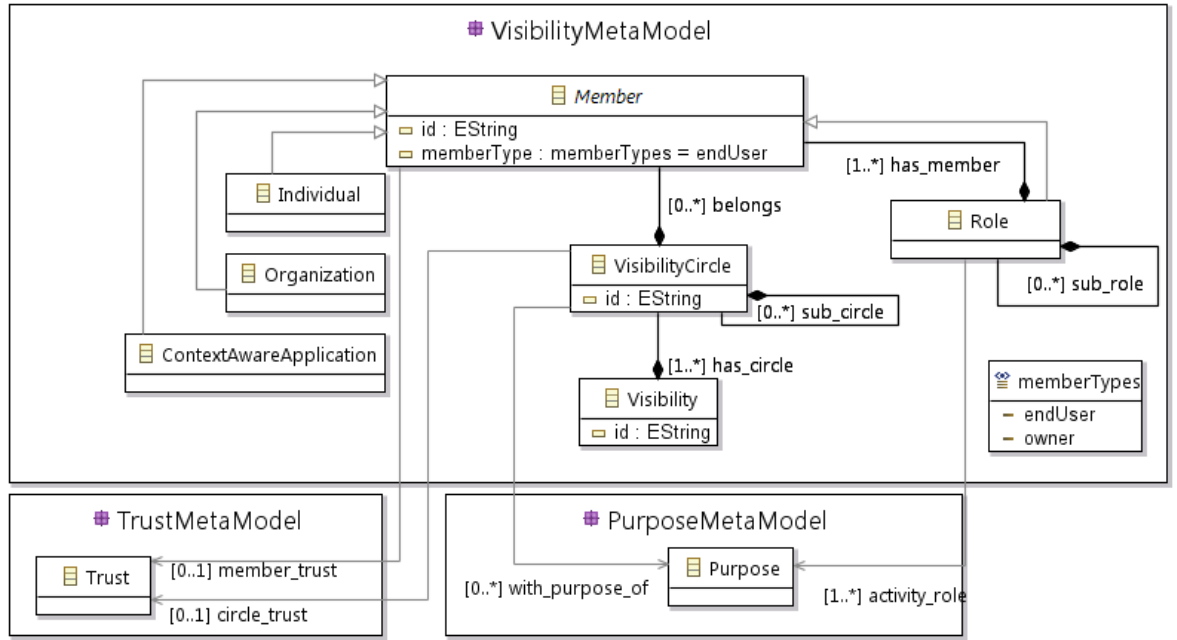 VisibilityMetaModel
Member
id : EString
memberType : memberTypes = endUser
[1..*] has_member
Individual
[0..*] belongs
Role
Organization
VisibilityCircle
id : EString
[0..*] sub_circle
[0..*] sub_role
ContextAwareApplication
[1..*] has_circle
Visibility
id : EString
memberTypes
endUser
owner
TrustMetaModel
Trust
[0..1] member_trust
[0..1] circle_trust
PurposeMetaModel
Purpose
[0..*] with_purpose_of
[1..*] activity_role